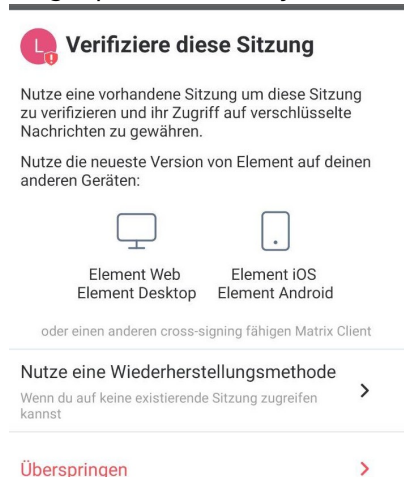 L Verifiziere diese Sitzung
Nutze eine vorhandene Sitzung um diese Sitzung
zu verifizieren und ihr Zugriff auf verschlüsselte
Nachrichten zu gewähren.
Nutze die neueste Version von Element auf deinen
anderen Geräten:
Element Web Element iOS
Element Desktop Element Android
oder einen anderen cross-signing fähigen Matrix Client
Nutze eine Wiederherstellungsmethode
Wenn du auf keine existierende Sitzung zugreifen
kannst
Überspringen